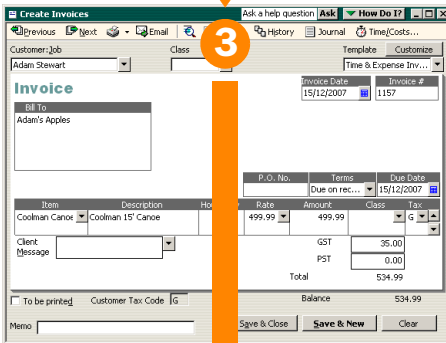 Create Invoices Ask a help question Ask How Do I?
Previous Next Email History Journal Time/Costs...
3
Customer:Job Class Template Customize
Adam Stewart Time & Expense Inv...
Invoice Invoice Date Invoice #
15/12/2007 1157
Bill To
Adam's Apples
P.O. No. Terms Due Date
Due on rec... 15/12/2007
Item Description Rate Amount Class Tax
Coolman Canoe Coolman 15' Canoe 499.99 499.99 G
Client Message GST 35.00
PST 0.00
Total 534.99
To be printed Customer Tax Code G Balance 534.99
Memo Save & Close Save & New Clear